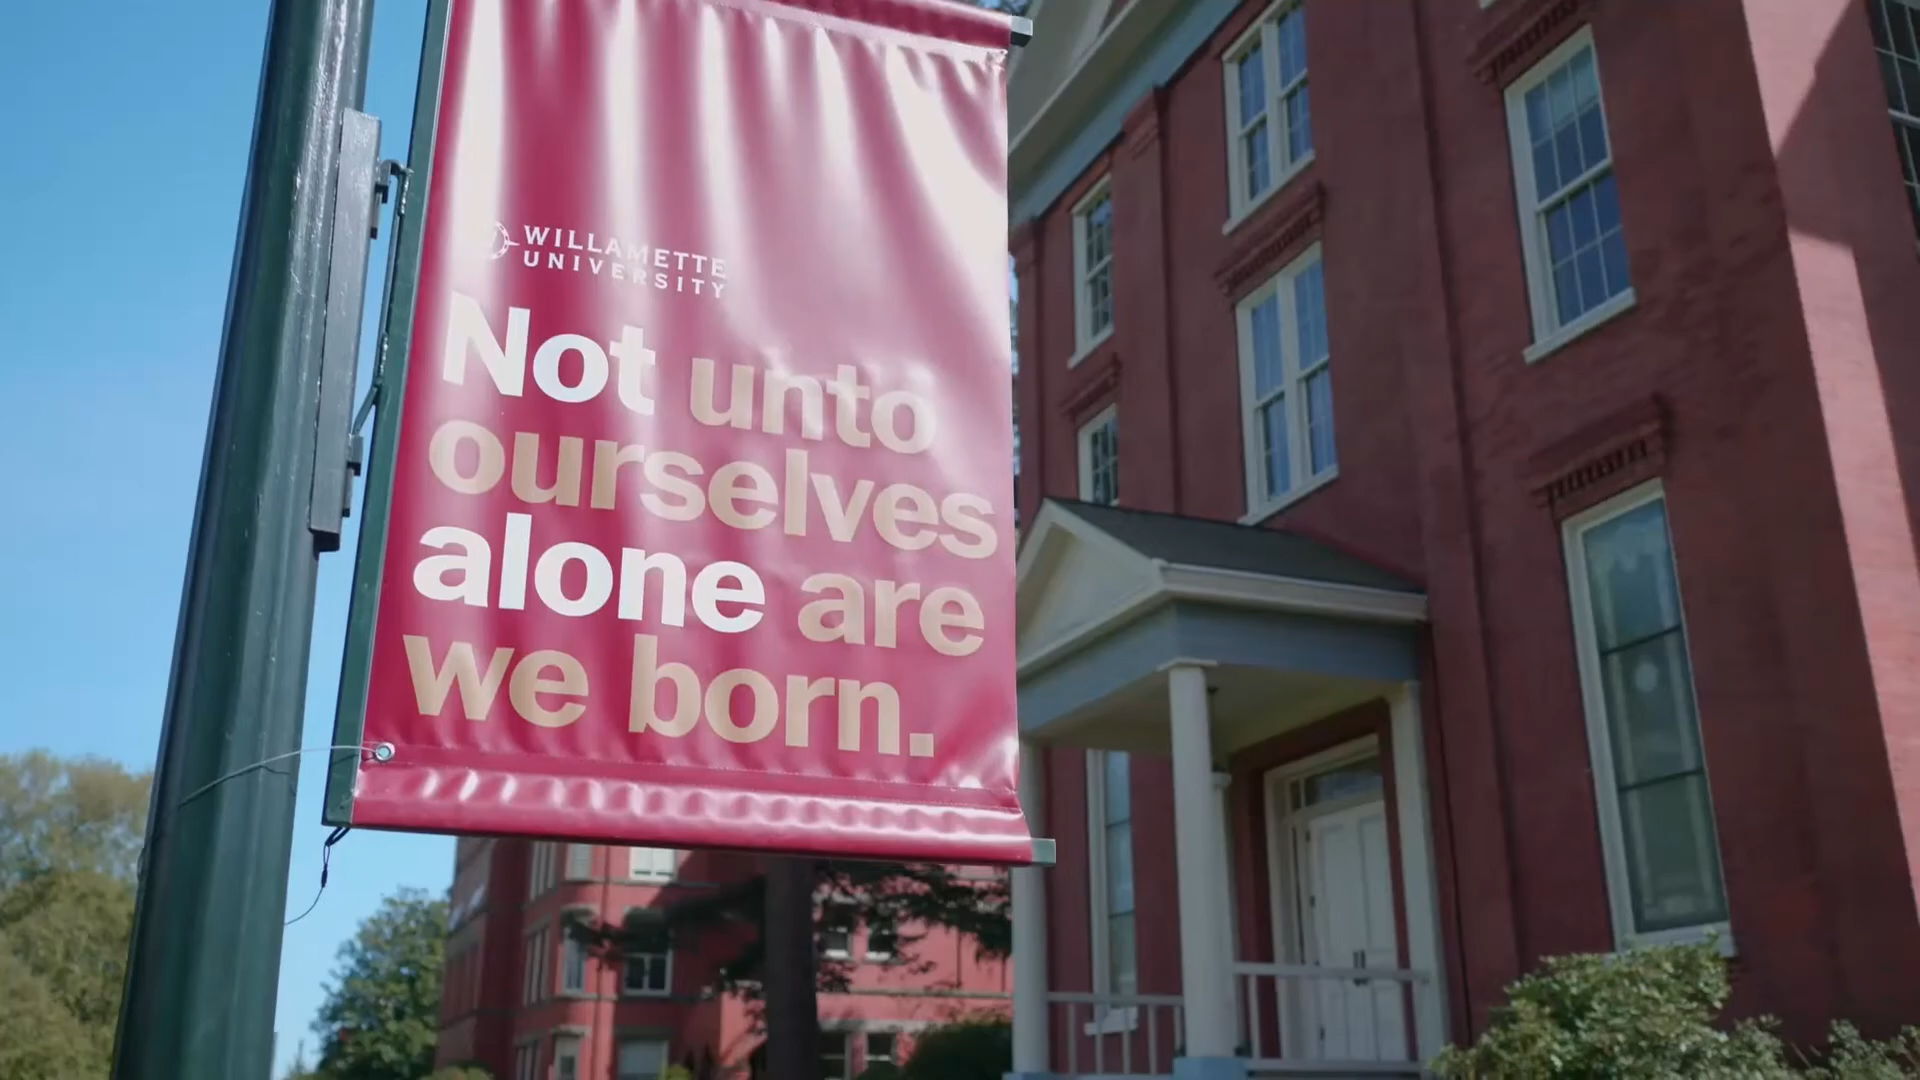 WILLAMETTE
UNIVERSITY
Not unto
ourselves
alone are
we born.